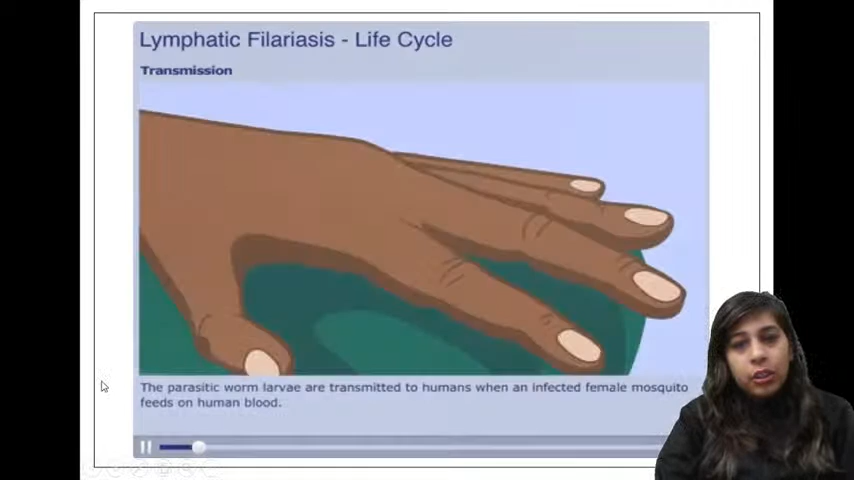 Lymphatic Filariasis - Life Cycle
Transmission
The parasitic worm larvae are transmitted to humans when an infected female mosquito
feeds on human blood.